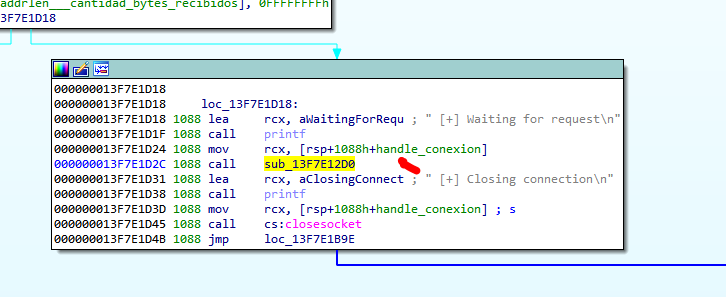 addrlen___cantidad_bytes_recibidos], 0FFFFFFFFh
3F7E1D18
000000013F7E1D18
000000013F7E1D18 loc_13F7E1D18:
000000013F7E1D18 1088 lea rcx, aWaitingForRequ ; " [+] Waiting for request\n"
000000013F7E1D1F 1088 call printf
000000013F7E1D24 1088 mov rcx, [rsp+1088h+handle_conexion]
000000013F7E1D2C 1088 call sub_13F7E12D0
000000013F7E1D31 1088 lea rcx, aClosingConnect ; " [+] Closing connection\n"
000000013F7E1D38 1088 call printf
000000013F7E1D3D 1088 mov rcx, [rsp+1088h+handle_conexion] ; s
000000013F7E1D45 1088 call cs:closesocket
000000013F7E1D4B 1088 jmp loc_13F7E1B9E